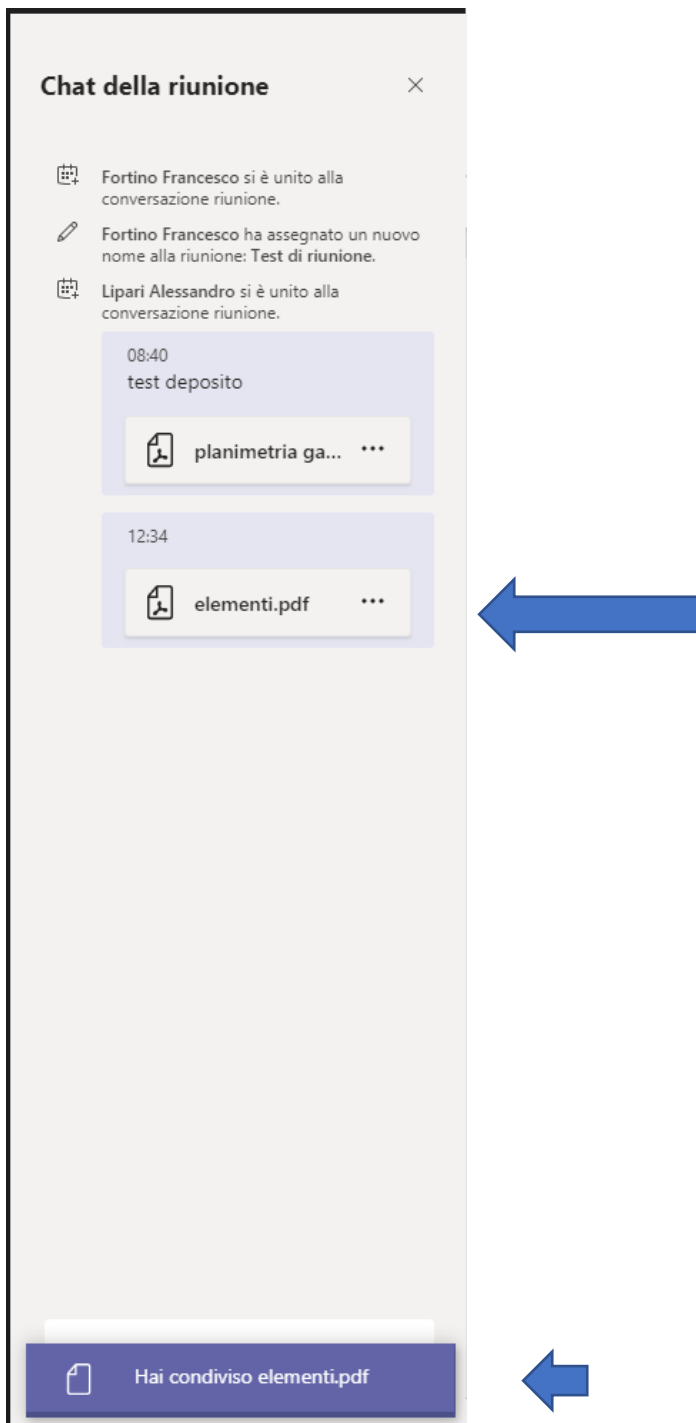 Chat della riunione
Fortino Francesco si è unito alla
conversazione riunione.
Fortino Francesco ha assegnato un nuovo
nome alla riunione: Test di riunione.
Lipari Alessandro si è unito alla
conversazione riunione.
08:40
test deposito
planimetria ga...
12:34
elementi.pdf
Hai condiviso elementi.pdf